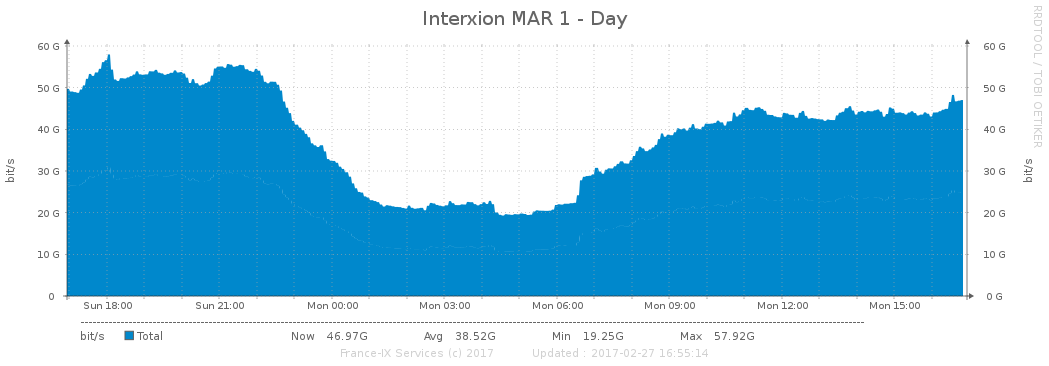 Interxion MAR 1 - Day
RRDTOOL / TOBI OETIKER
60 G 60 G
50 G 50 G
40 G 40 G
30 G 30 G
20 G 20 G
10 G 10 G
0 0 G
bit/s bit/s
Sun 18:00 Sun 21:00 Mon 00:00 Mon 03:00 Mon 06:00 Mon 09:00 Mon 12:00 Mon 15:00
bit/s Total Now 46.97G Avg 38.52G Min 19.25G Max 57.92G
France-IX Services (c) 2017 Updated : 2017-02-27 16:55:14